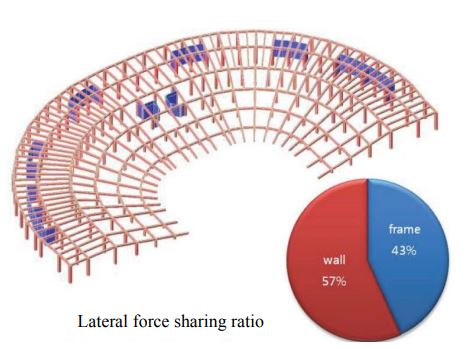 frame
43%
wall
57%
Lateral force sharing ratio